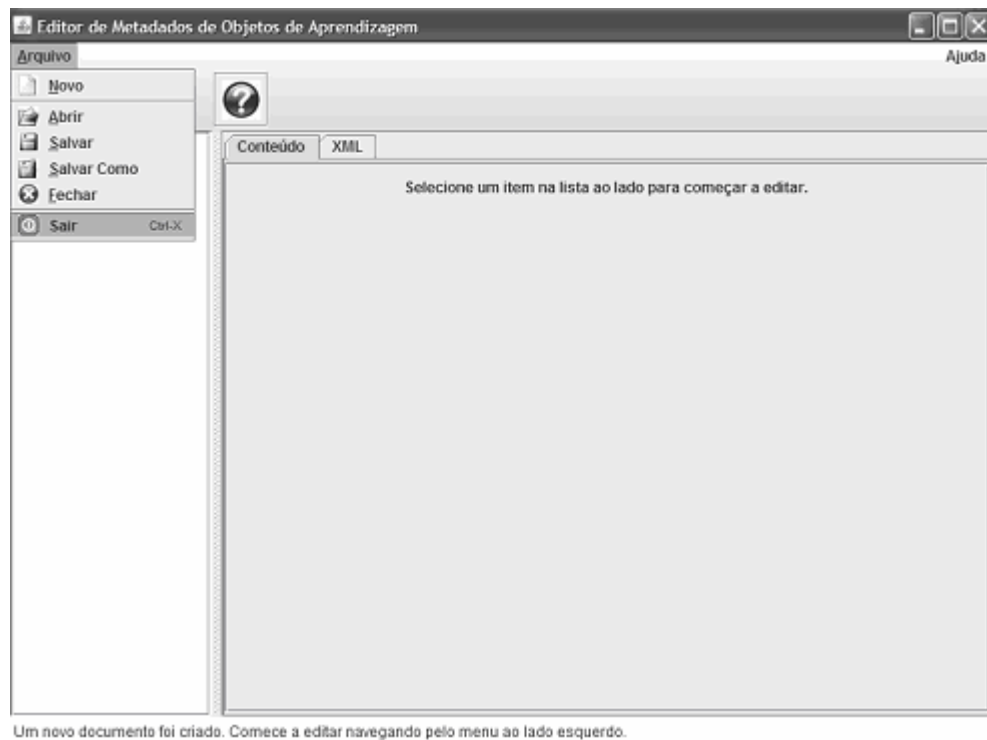 Editor de Metadados de Objetos de Aprendizagem
Arquivo
Ajuda
Novo
Abrir
Salvar
Salvar Como
Fechar
Sair Ctrl-X
Conteúdo XML
Selecione um item na lista ao lado para começar a editar.
Um novo documento foi criado. Comece a editar navegando pelo menu ao lado esquerdo.